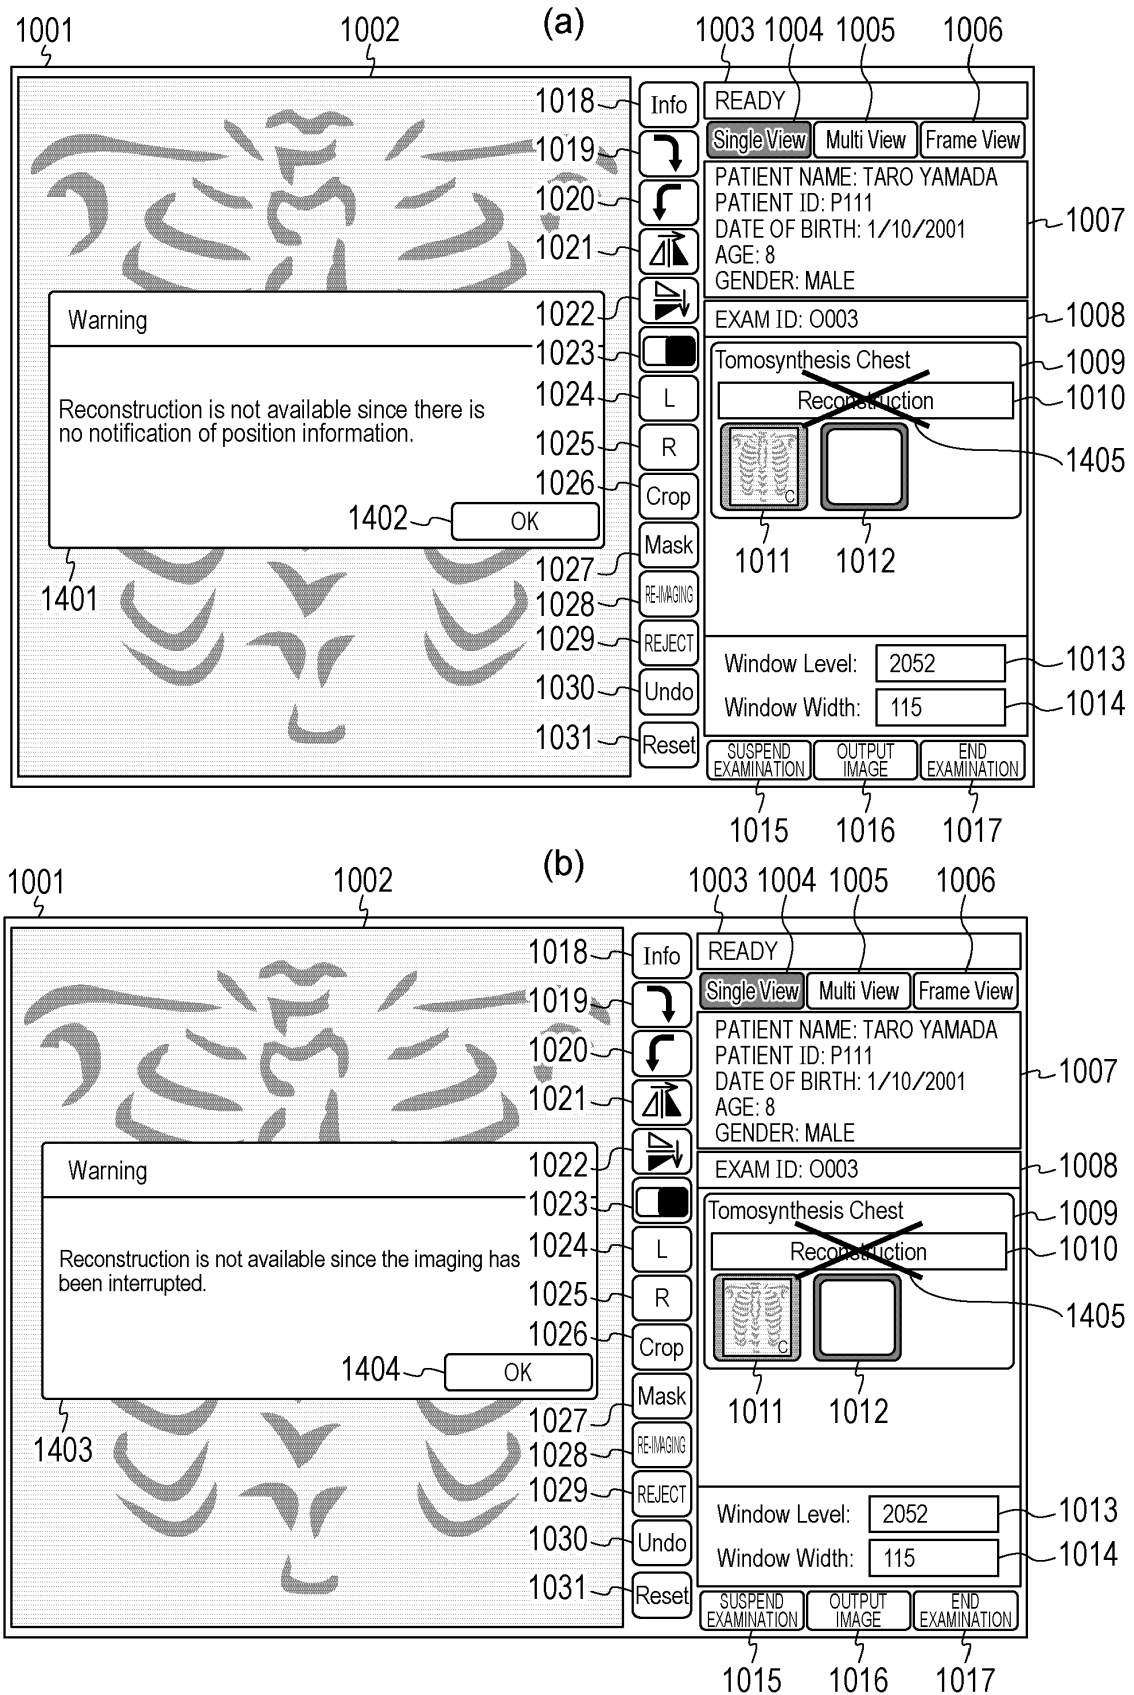 (a)
1001
1002
1003
1004
1005
1006
1018
Info
READY
1019
Single View
Multi View
Frame View
1020
PATIENT NAME: TARO YAMADA
PATIENT ID: P111
DATE OF BIRTH: 1/10/2001
AGE: 8
GENDER: MALE
1007
1021
1022
Warning
EXAM ID: O003
1008
1023
Tomosynthesis Chest
1009
1024
L
Reconstruction
1010
Reconstruction is not available since there is
no notification of position information.
1025
R
1405
1026
Crop
C
1402
OK
1027
Mask
1011
1012
1401
1028
RE-IMAGING
1029
REJECT
Window Level:
2052
1013
1030
Undo
Window Width:
115
1014
1031
Reset
SUSPEND
EXAMINATION
OUTPUT
IMAGE
END
EXAMINATION
1015
1016
1017
(b)
1001
1002
1003
1004
1005
1006
1018
Info
READY
1019
Single View
Multi View
Frame View
1020
PATIENT NAME: TARO YAMADA
PATIENT ID: P111
DATE OF BIRTH: 1/10/2001
AGE: 8
GENDER: MALE
1007
1021
1022
Warning
EXAM ID: O003
1008
1023
Tomosynthesis Chest
1009
1024
L
Reconstruction
1010
Reconstruction is not available since the imaging has
been interrupted.
1025
R
1405
1026
Crop
C
1404
OK
1027
Mask
1011
1012
1403
1028
RE-IMAGING
1029
REJECT
Window Level:
2052
1013
1030
Undo
Window Width:
115
1014
1031
Reset
SUSPEND
EXAMINATION
OUTPUT
IMAGE
END
EXAMINATION
1015
1016
1017